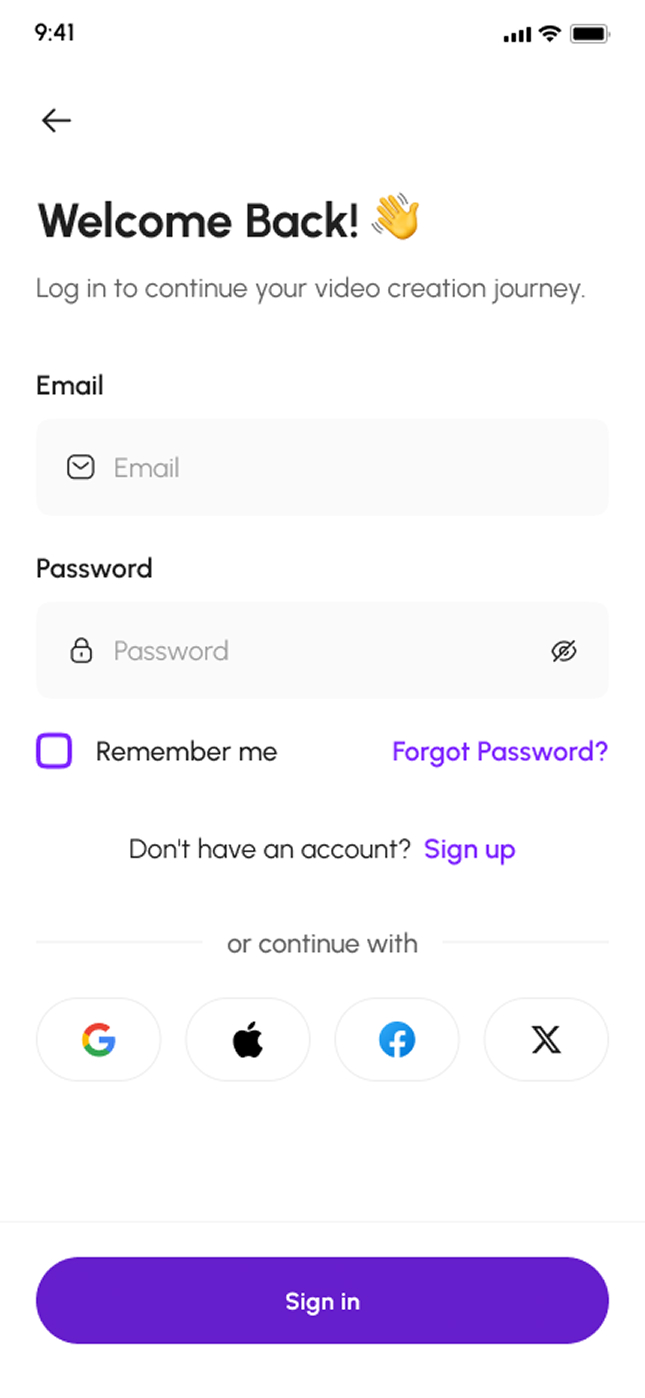 9:41
Welcome Back! 👋
Log in to continue your video creation journey.
Email
Email
Password
Password
Remember me Forgot Password?
Don't have an account? Sign up
or continue with
Sign in